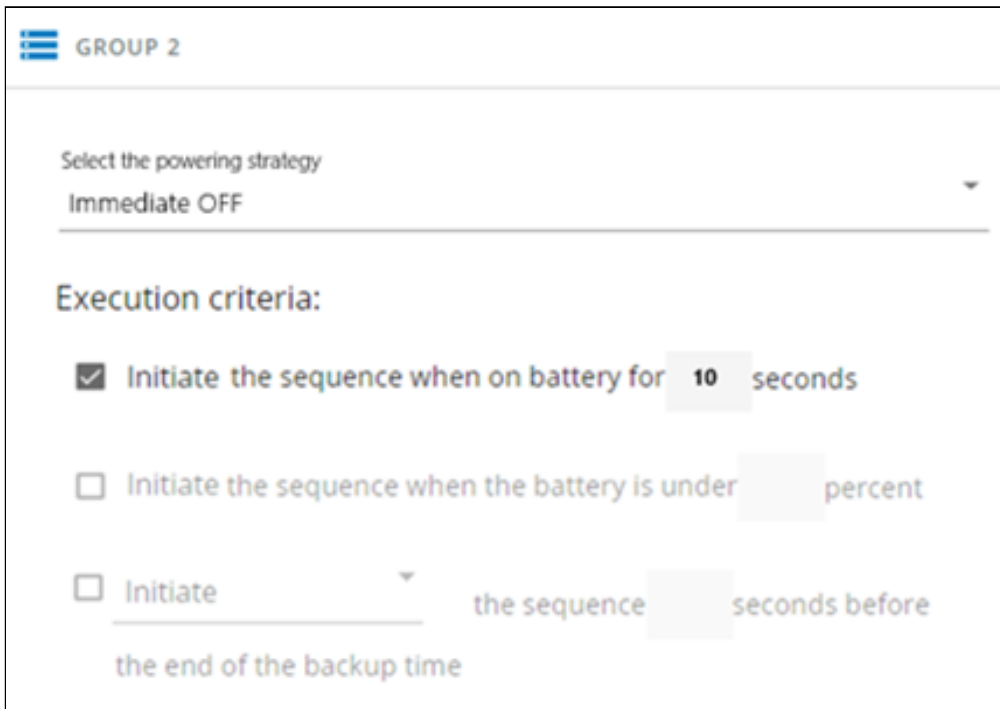 GROUP 2
Select the powering strategy
Immediate OFF
Execution criteria:
Initiate the sequence when on battery for 10 seconds
Initiate the sequence when the battery is under percent
Initiate the sequence seconds before
the end of the backup time